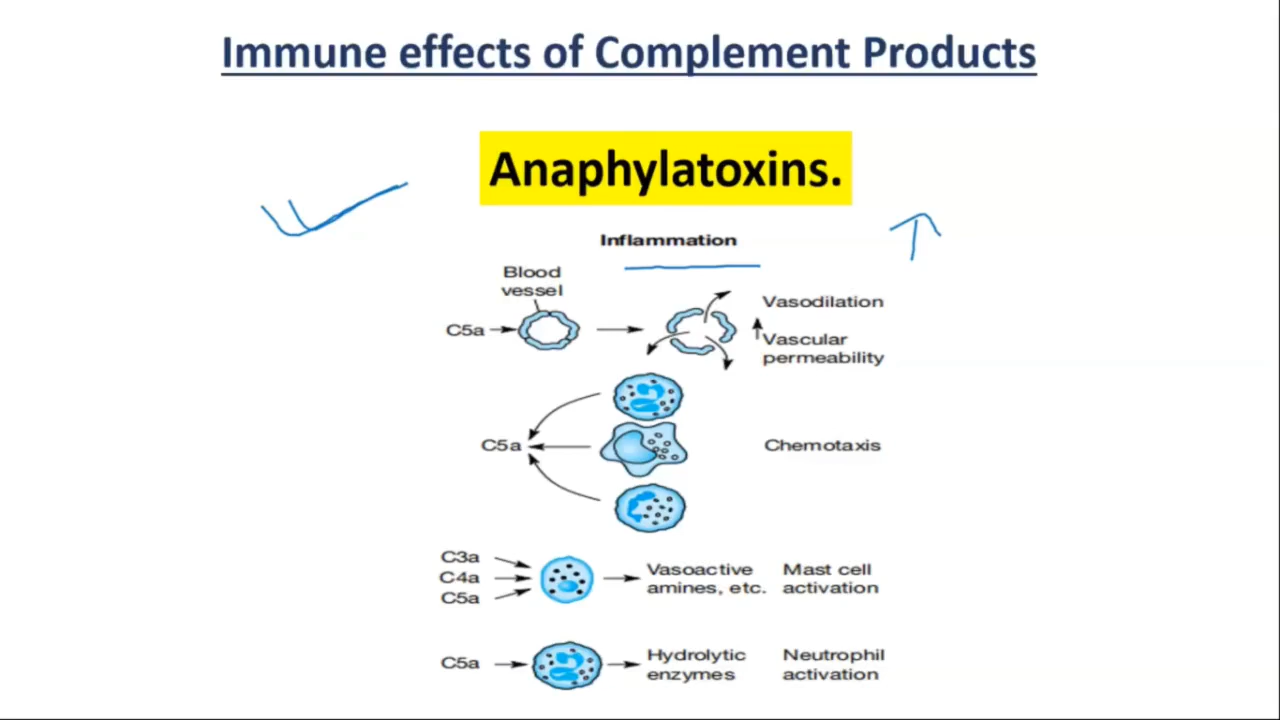 Immune effects of Complement Products
Anaphylatoxins.
Inflammation
Blood
vessel
C5a
Vasodilation
Vascular
permeability
C5a
Chemotaxis
C3a
C4a
C5a
Vasoactive
amines, etc.
Mast cell
activation
C5a
Hydrolytic
enzymes
Neutrophil
activation